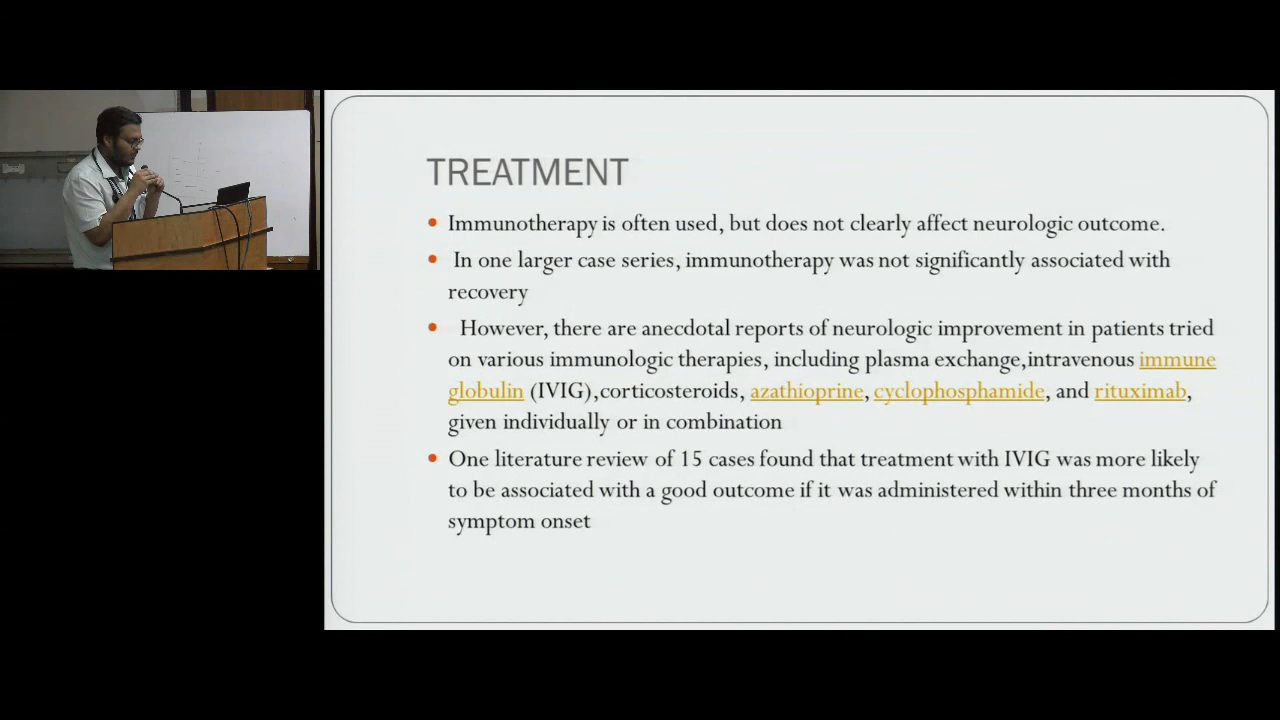 TREATMENT
• Immunotherapy is often used, but does not clearly affect neurologic outcome.
• In one larger case series, immunotherapy was not significantly associated with
recovery
• However, there are anecdotal reports of neurologic improvement in patients tried
on various immunologic therapies, including plasma exchange,intravenous immune
globulin (IVIG),corticosteroids, azathioprine, cyclophosphamide, and rituximab,
given individually or in combination
• One literature review of 15 cases found that treatment with IVIG was more likely
to be associated with a good outcome if it was administered within three months of
symptom onset